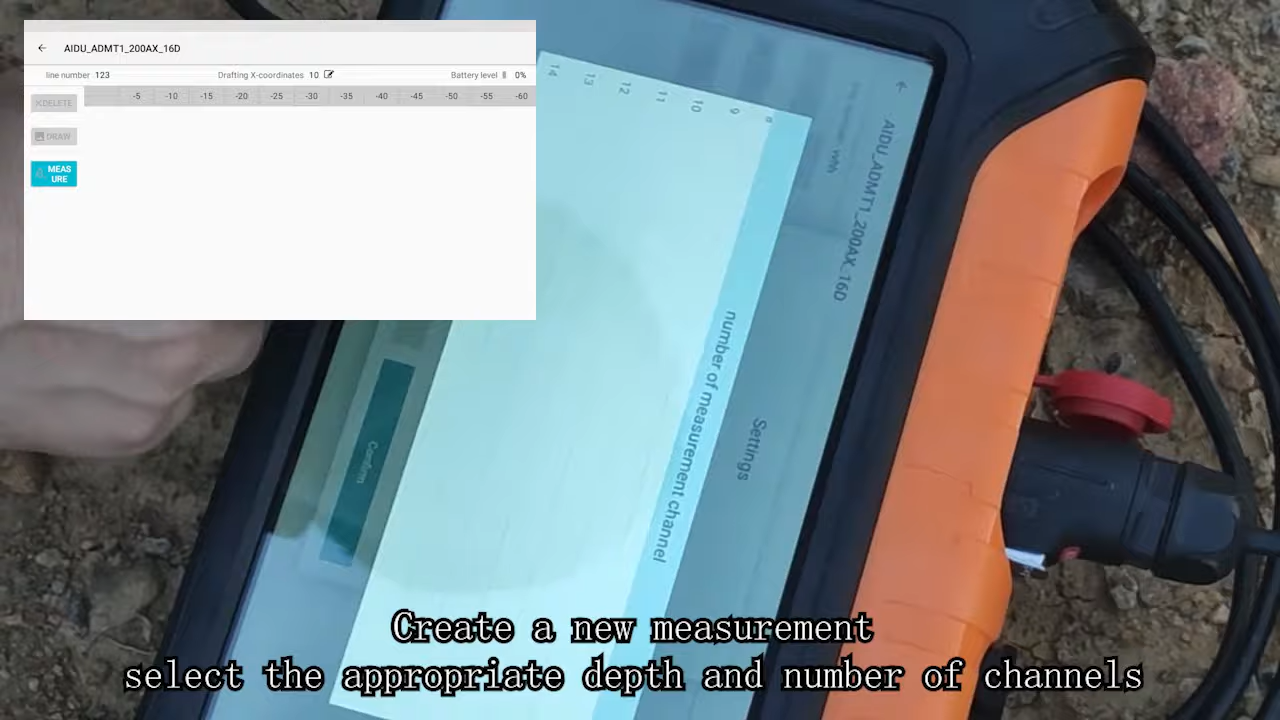 AIDU_ADMT1_200AX_16D
line number 123 Drafting X-coordinates 10 Battery level 0%
-5 -10 -15 -20 -25 -30 -35 -40 -45 -50 -55 -60
DELETE
DRAW
MEAS
URE
AIDU_ADMT1_200AX_16D
Settings
number of measurement channel
8
9
10
11
12
13
14
Confirm
Create a new measurement
select the appropriate depth and number of channels